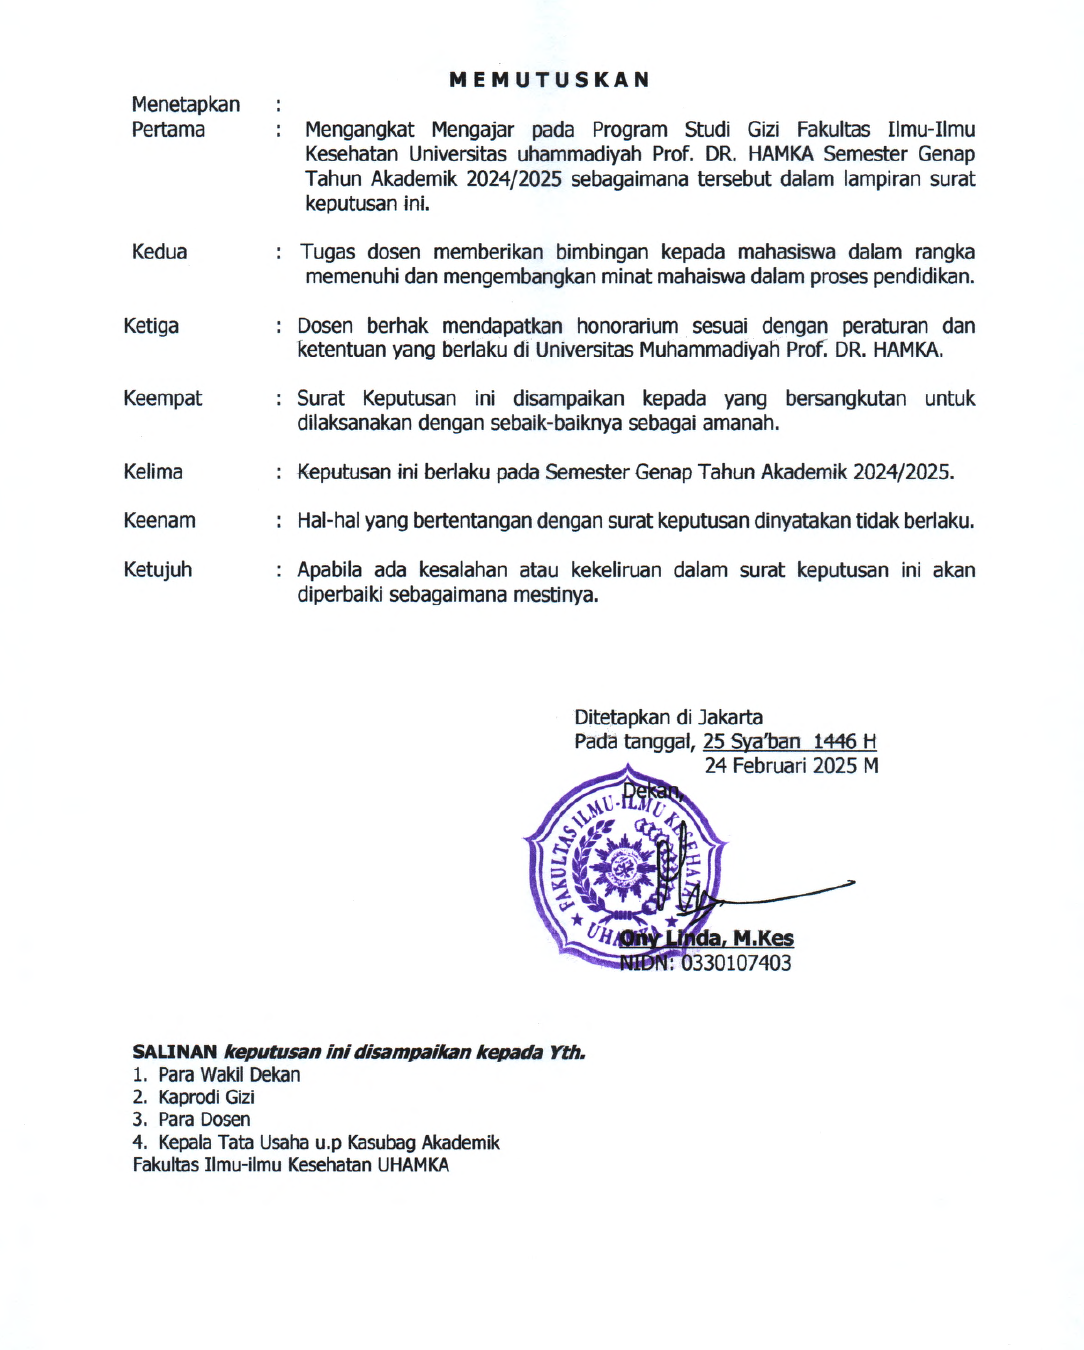 MEMUTUSKAN
Menetapkan :
Pertama : Mengangkat Mengajar pada Program Studi Gizi Fakultas Ilmu-Ilmu
Kesehatan Universitas uhammadiyah Prof. DR. HAMKA Semester Genap
Tahun Akademik 2024/2025 sebagaimana tersebut dalam lampiran surat
keputusan ini.
Kedua : Tugas dosen memberikan bimbingan kepada mahasiswa dalam rangka
memenuhi dan mengembangkan minat mahaiswa dalam proses pendidikan.
Ketiga : Dosen berhak mendapatkan honorarium sesuai dengan peraturan dan
ketentuan yang berlaku di Universitas Muhammadiyah Prof. DR. HAMKA.
Keempat : Surat Keputusan ini disampaikan kepada yang bersangkutan untuk
dilaksanakan dengan sebaik-baiknya sebagai amanah.
Kelima : Keputusan ini berlaku pada Semester Genap Tahun Akademik 2024/2025.
Keenam : Hal-hal yang bertentangan dengan surat keputusan dinyatakan tidak berlaku.
Ketujuh : Apabila ada kesalahan atau kekeliruan dalam surat keputusan ini akan
diperbaiki sebagaimana mestinya.
Ditetapkan di Jakarta
Pada tanggal, 25 Sya'ban 1446 H
24 Februari 2025 M
Dekan,
FAKULTAS ILMU-ILMU KESEHATAN
UHAMKA
Ony Linda, M.Kes
NIDN: 0330107403
SALINAN keputusan ini disampaikan kepada Yth.
1. Para Wakil Dekan
2. Kaprodi Gizi
3. Para Dosen
4. Kepala Tata Usaha u.p Kasubag Akademik
Fakultas Ilmu-ilmu Kesehatan UHAMKA